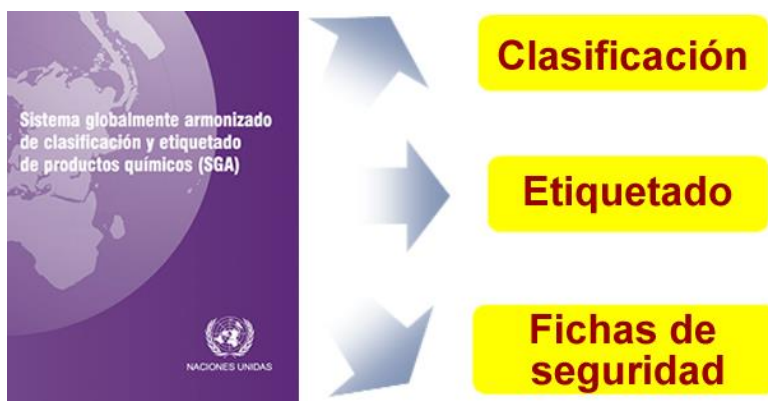 Sistema globalmente armonizado
de clasificación y etiquetado
de productos químicos (SGA)
NACIONES UNIDAS
Clasificación
Etiquetado
Fichas de
seguridad